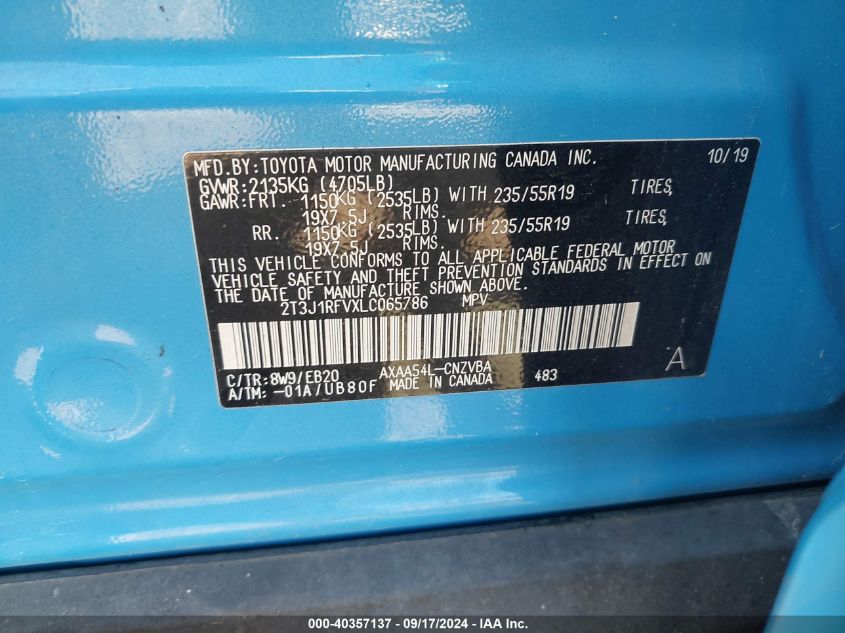 MFD.BY:TOYOTA MOTOR MANUFACTURING CANADA INC. 10/19
GVWR:2135KG (4705LB)
GAWR:FRT. 1150KG (2535LB) WITH 235/55R19 TIRES,
19X7.5J RIMS.
RR. 1150KG (2535LB) WITH 235/55R19 TIRES,
19X7.5J RIMS.
THIS VEHICLE CONFORMS TO ALL APPLICABLE FEDERAL MOTOR
VEHICLE SAFETY AND THEFT PREVENTION STANDARDS IN EFFECT ON
THE DATE OF MANUFACTURE SHOWN ABOVE.
2T3J1RFVXLC065786 MPV
C/TR:8W9/EB20 AXAA54L-CNZVBA A
A/TM: -01A/UB80F MADE IN CANADA 483
000-40357137 - 09/17/2024 - IAA Inc.